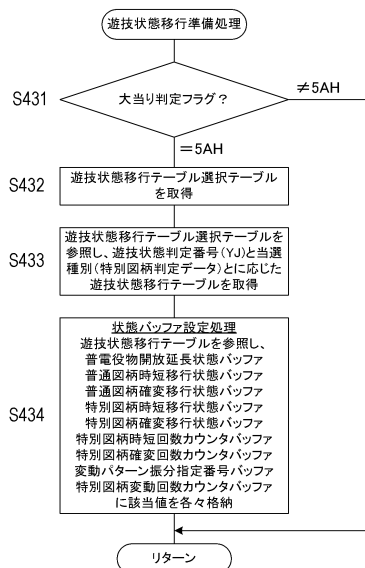 遊技状態移行準備処理
S431
大当り判定フラグ？
≠5AH
＝5AH
S432
遊技状態移行テーブル選択テーブル
を取得
S433
遊技状態移行テーブル選択テーブルを
参照し、遊技状態判定番号(YJ)と当選
種別(特別図柄判定データ)とに応じた
遊技状態移行テーブルを取得
S434
状態バッファ設定処理
遊技状態移行テーブルを参照し、
普電役物開放延長状態バッファ
普通図柄時短移行状態バッファ
普通図柄確変移行状態バッファ
特別図柄時短移行状態バッファ
特別図柄確変移行状態バッファ
特別図柄時短回数カウンタバッファ
特別図柄確変回数カウンタバッファ
変動パターン振分指定番号バッファ
特別図柄変動回数カウンタバッファ
に該当値を各々格納
リターン